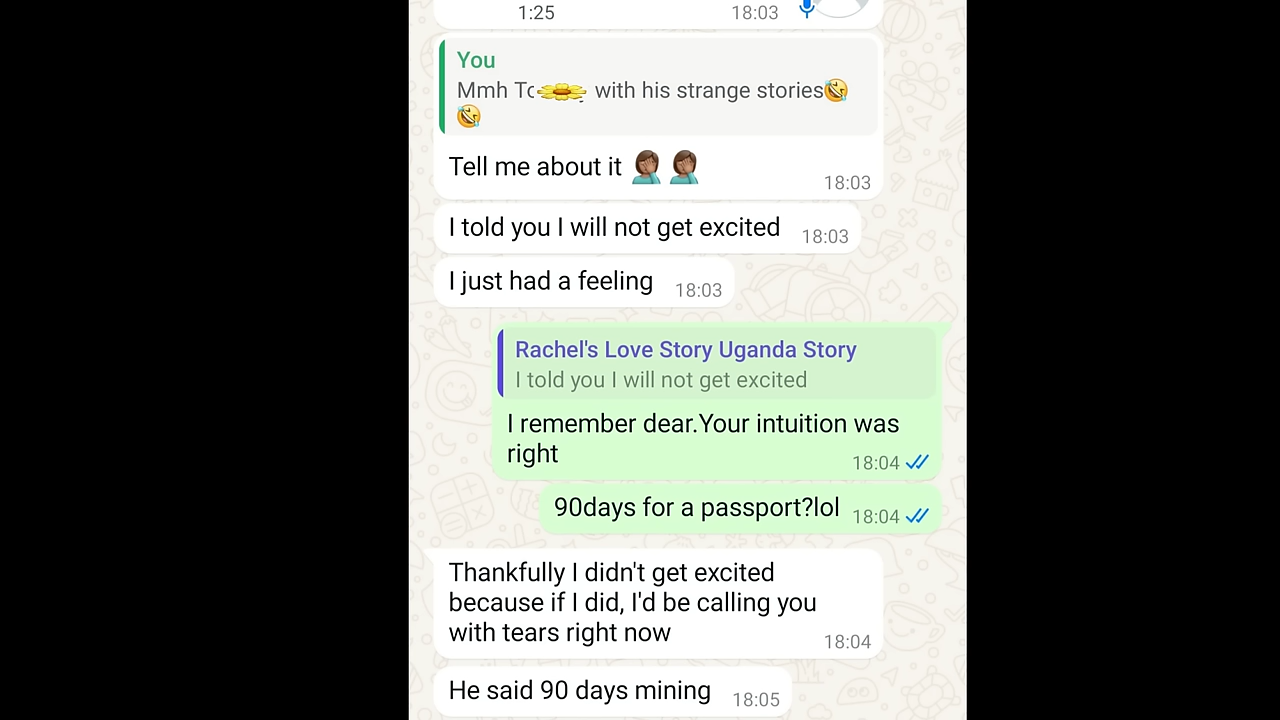 1:25 18:03
You
Mmh with his strange stories🤣
🤣
Tell me about it 🤦🏾‍♀️ 🤦🏾‍♀️ 18:03
I told you I will not get excited 18:03
I just had a feeling 18:03
Rachel's Love Story Uganda Story
I told you I will not get excited
I remember dear.Your intuition was
right 18:04
90days for a passport?lol 18:04
Thankfully I didn't get excited
because if I did, I'd be calling you
with tears right now 18:04
He said 90 days mining 18:05